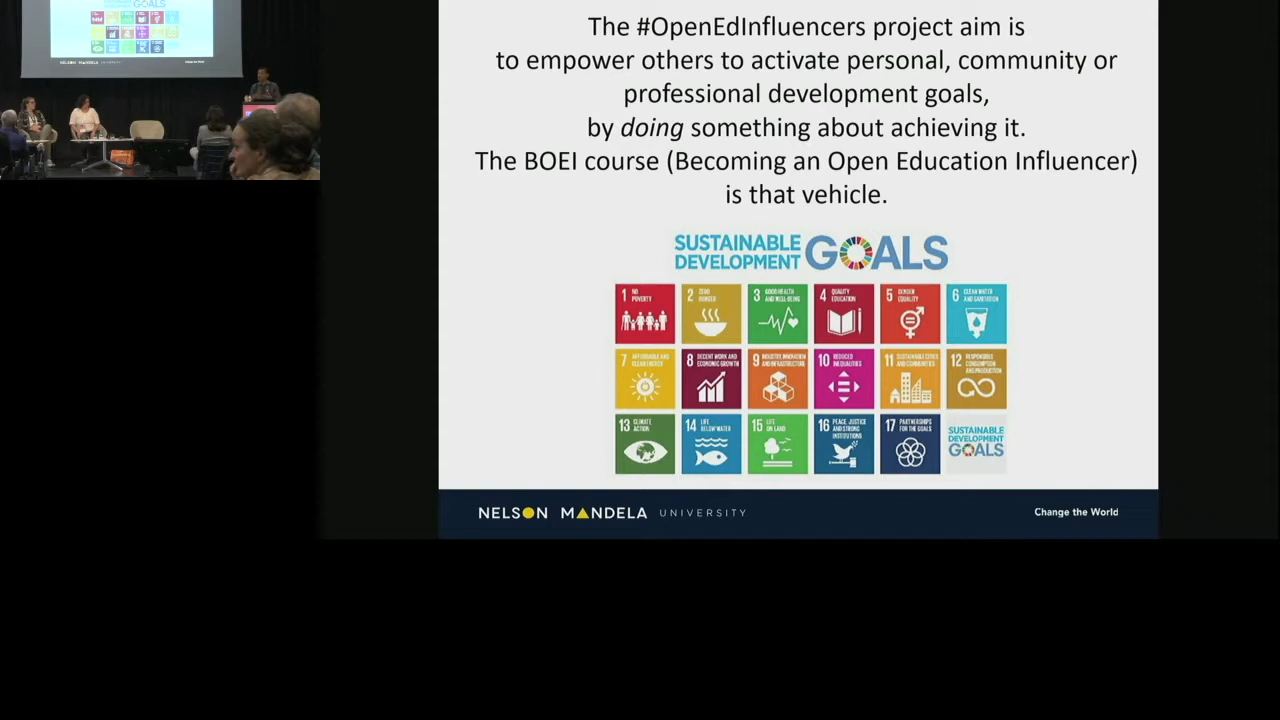 The #OpenEdInfluencers project aim is
to empower others to activate personal, community or
professional development goals,
by doing something about achieving it.
The BOEI course (Becoming an Open Education Influencer)
is that vehicle.
SUSTAINABLE DEVELOPMENT GOALS
1 NO POVERTY
2 ZERO HUNGER
3 GOOD HEALTH AND WELL-BEING
4 QUALITY EDUCATION
5 GENDER EQUALITY
6 CLEAN WATER AND SANITATION
7 AFFORDABLE AND CLEAN ENERGY
8 DECENT WORK AND ECONOMIC GROWTH
9 INDUSTRY, INNOVATION AND INFRASTRUCTURE
10 REDUCED INEQUALITIES
11 SUSTAINABLE CITIES AND COMMUNITIES
12 RESPONSIBLE CONSUMPTION AND PRODUCTION
13 CLIMATE ACTION
14 LIFE BELOW WATER
15 LIFE ON LAND
16 PEACE, JUSTICE AND STRONG INSTITUTIONS
17 PARTNERSHIPS FOR THE GOALS
SUSTAINABLE DEVELOPMENT GOALS
NELSON MANDELA UNIVERSITY
Change the World
DEVELOPMENT GOALS
NELSON MANDELA UNIVERSITY